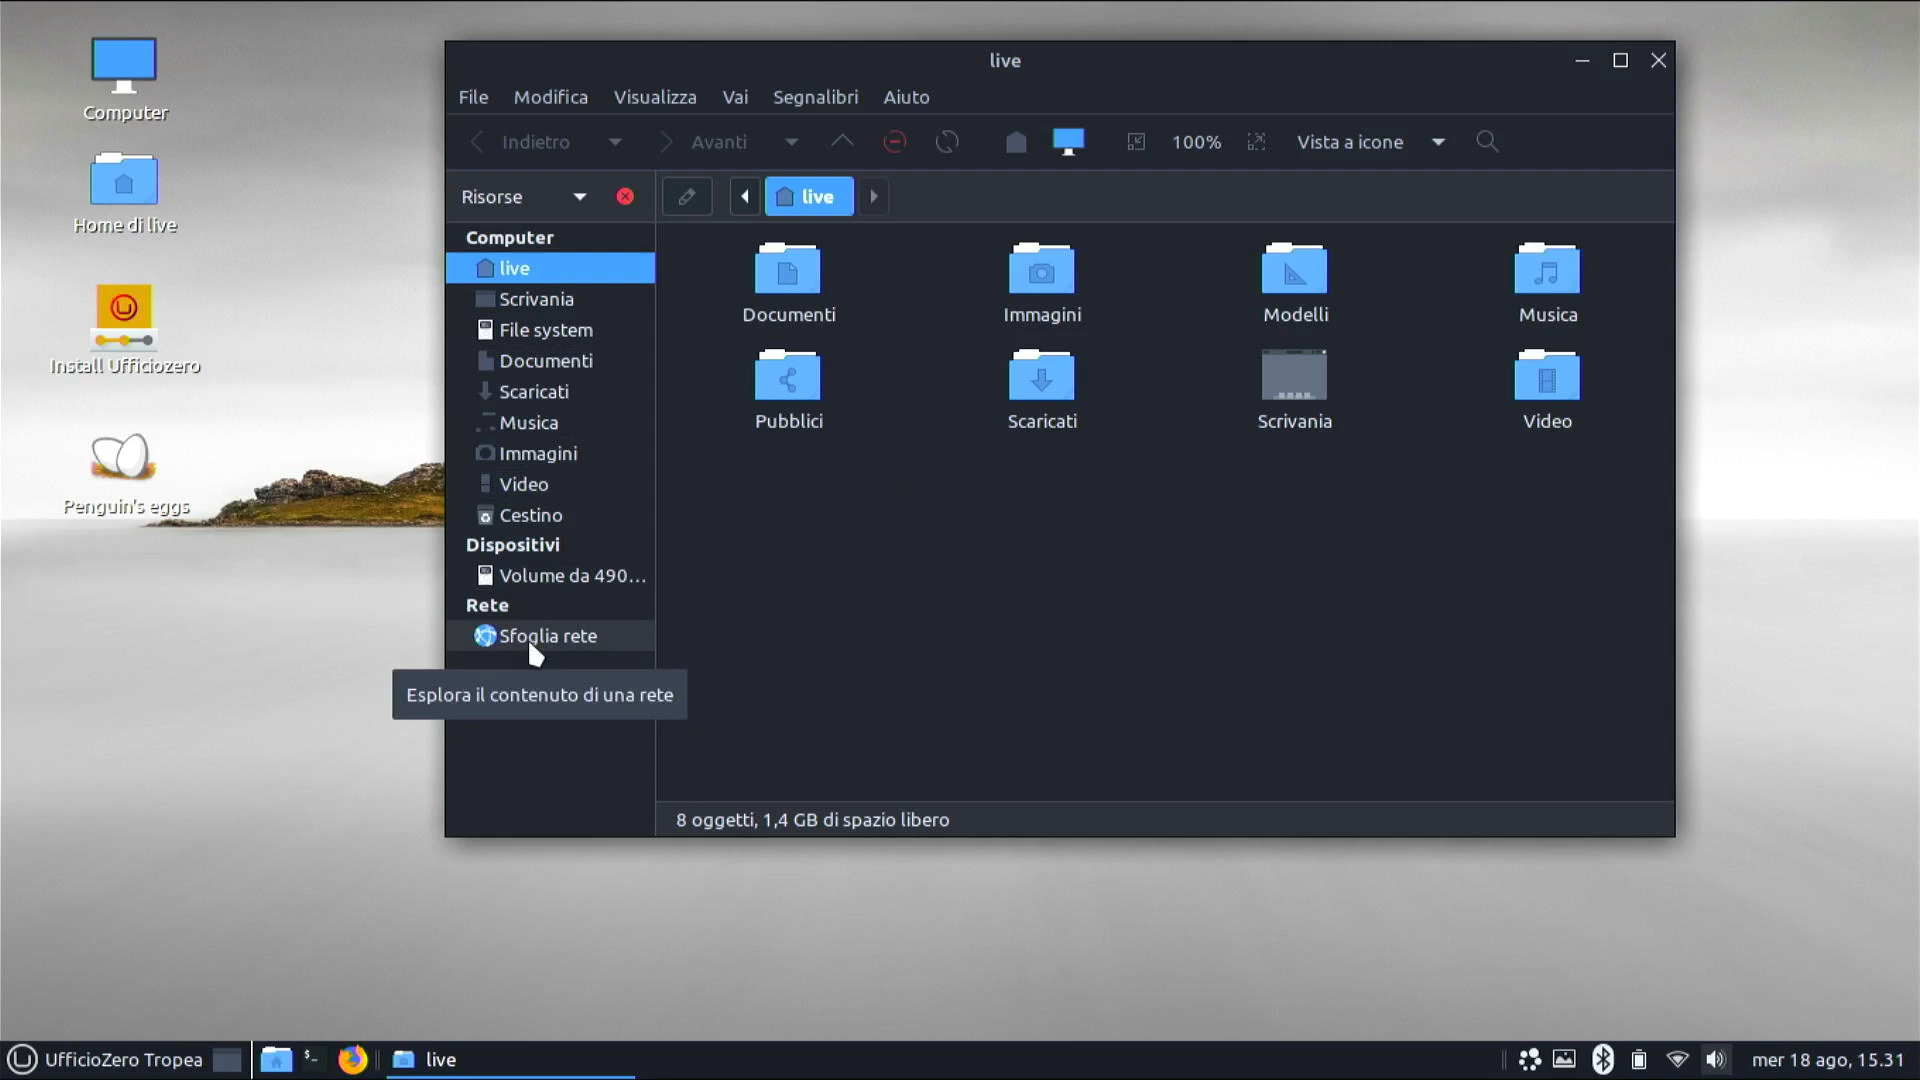 Computer
Home di live
Install Ufficiozero
Penguin's eggs
live
File Modifica Visualizza Vai Segnalibri Aiuto
Indietro Avanti 100% Vista a icone
Risorse live
Computer
live
Scrivania
File system
Documenti
Scaricati
Musica
Immagini
Video
Cestino
Dispositivi
Volume da 490...
Rete
Sfoglia rete
Esplora il contenuto di una rete
Documenti Immagini Modelli Musica
Pubblici Scaricati Scrivania Video
8 oggetti, 1,4 GB di spazio libero
UfficioZero Tropea $_ live mer 18 ago, 15.31